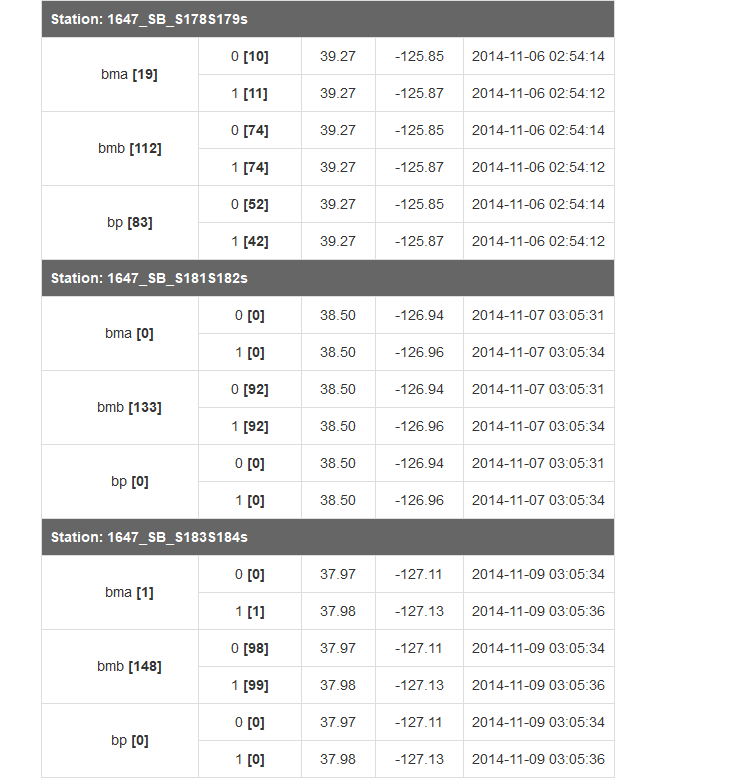 Station: 1647_SB_S178S179s
bma [19]
0 [10] 39.27 -125.85 2014-11-06 02:54:14
1 [11] 39.27 -125.87 2014-11-06 02:54:12
bmb [112]
0 [74] 39.27 -125.85 2014-11-06 02:54:14
1 [74] 39.27 -125.87 2014-11-06 02:54:12
bp [83]
0 [52] 39.27 -125.85 2014-11-06 02:54:14
1 [42] 39.27 -125.87 2014-11-06 02:54:12
Station: 1647_SB_S181S182s
bma [0]
0 [0] 38.50 -126.94 2014-11-07 03:05:31
1 [0] 38.50 -126.96 2014-11-07 03:05:34
bmb [133]
0 [92] 38.50 -126.94 2014-11-07 03:05:31
1 [92] 38.50 -126.96 2014-11-07 03:05:34
bp [0]
0 [0] 38.50 -126.94 2014-11-07 03:05:31
1 [0] 38.50 -126.96 2014-11-07 03:05:34
Station: 1647_SB_S183S184s
bma [1]
0 [0] 37.97 -127.11 2014-11-09 03:05:34
1 [1] 37.98 -127.13 2014-11-09 03:05:36
bmb [148]
0 [98] 37.97 -127.11 2014-11-09 03:05:34
1 [99] 37.98 -127.13 2014-11-09 03:05:36
bp [0]
0 [0] 37.97 -127.11 2014-11-09 03:05:34
1 [0] 37.98 -127.13 2014-11-09 03:05:36